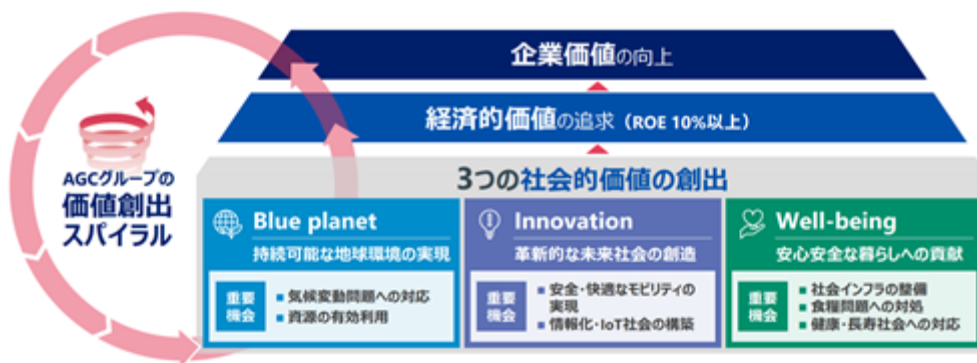 企業価値の向上
経済的価値の追求（ROE 10%以上）
AGCグループの
価値創出
スパイラル
3つの社会的価値の創出
Blue planet
持続可能な地球環境の実現
重要
機会
■ 気候変動問題への対応
■ 資源の有効利用
Innovation
革新的な未来社会の創造
重要
機会
■ 安全・快適なモビリティの
実現
■ 情報化・IoT社会の構築
Well-being
安心安全な暮らしへの貢献
重要
機会
■ 社会インフラの整備
■ 食糧問題への対処
■ 健康・長寿社会への対応